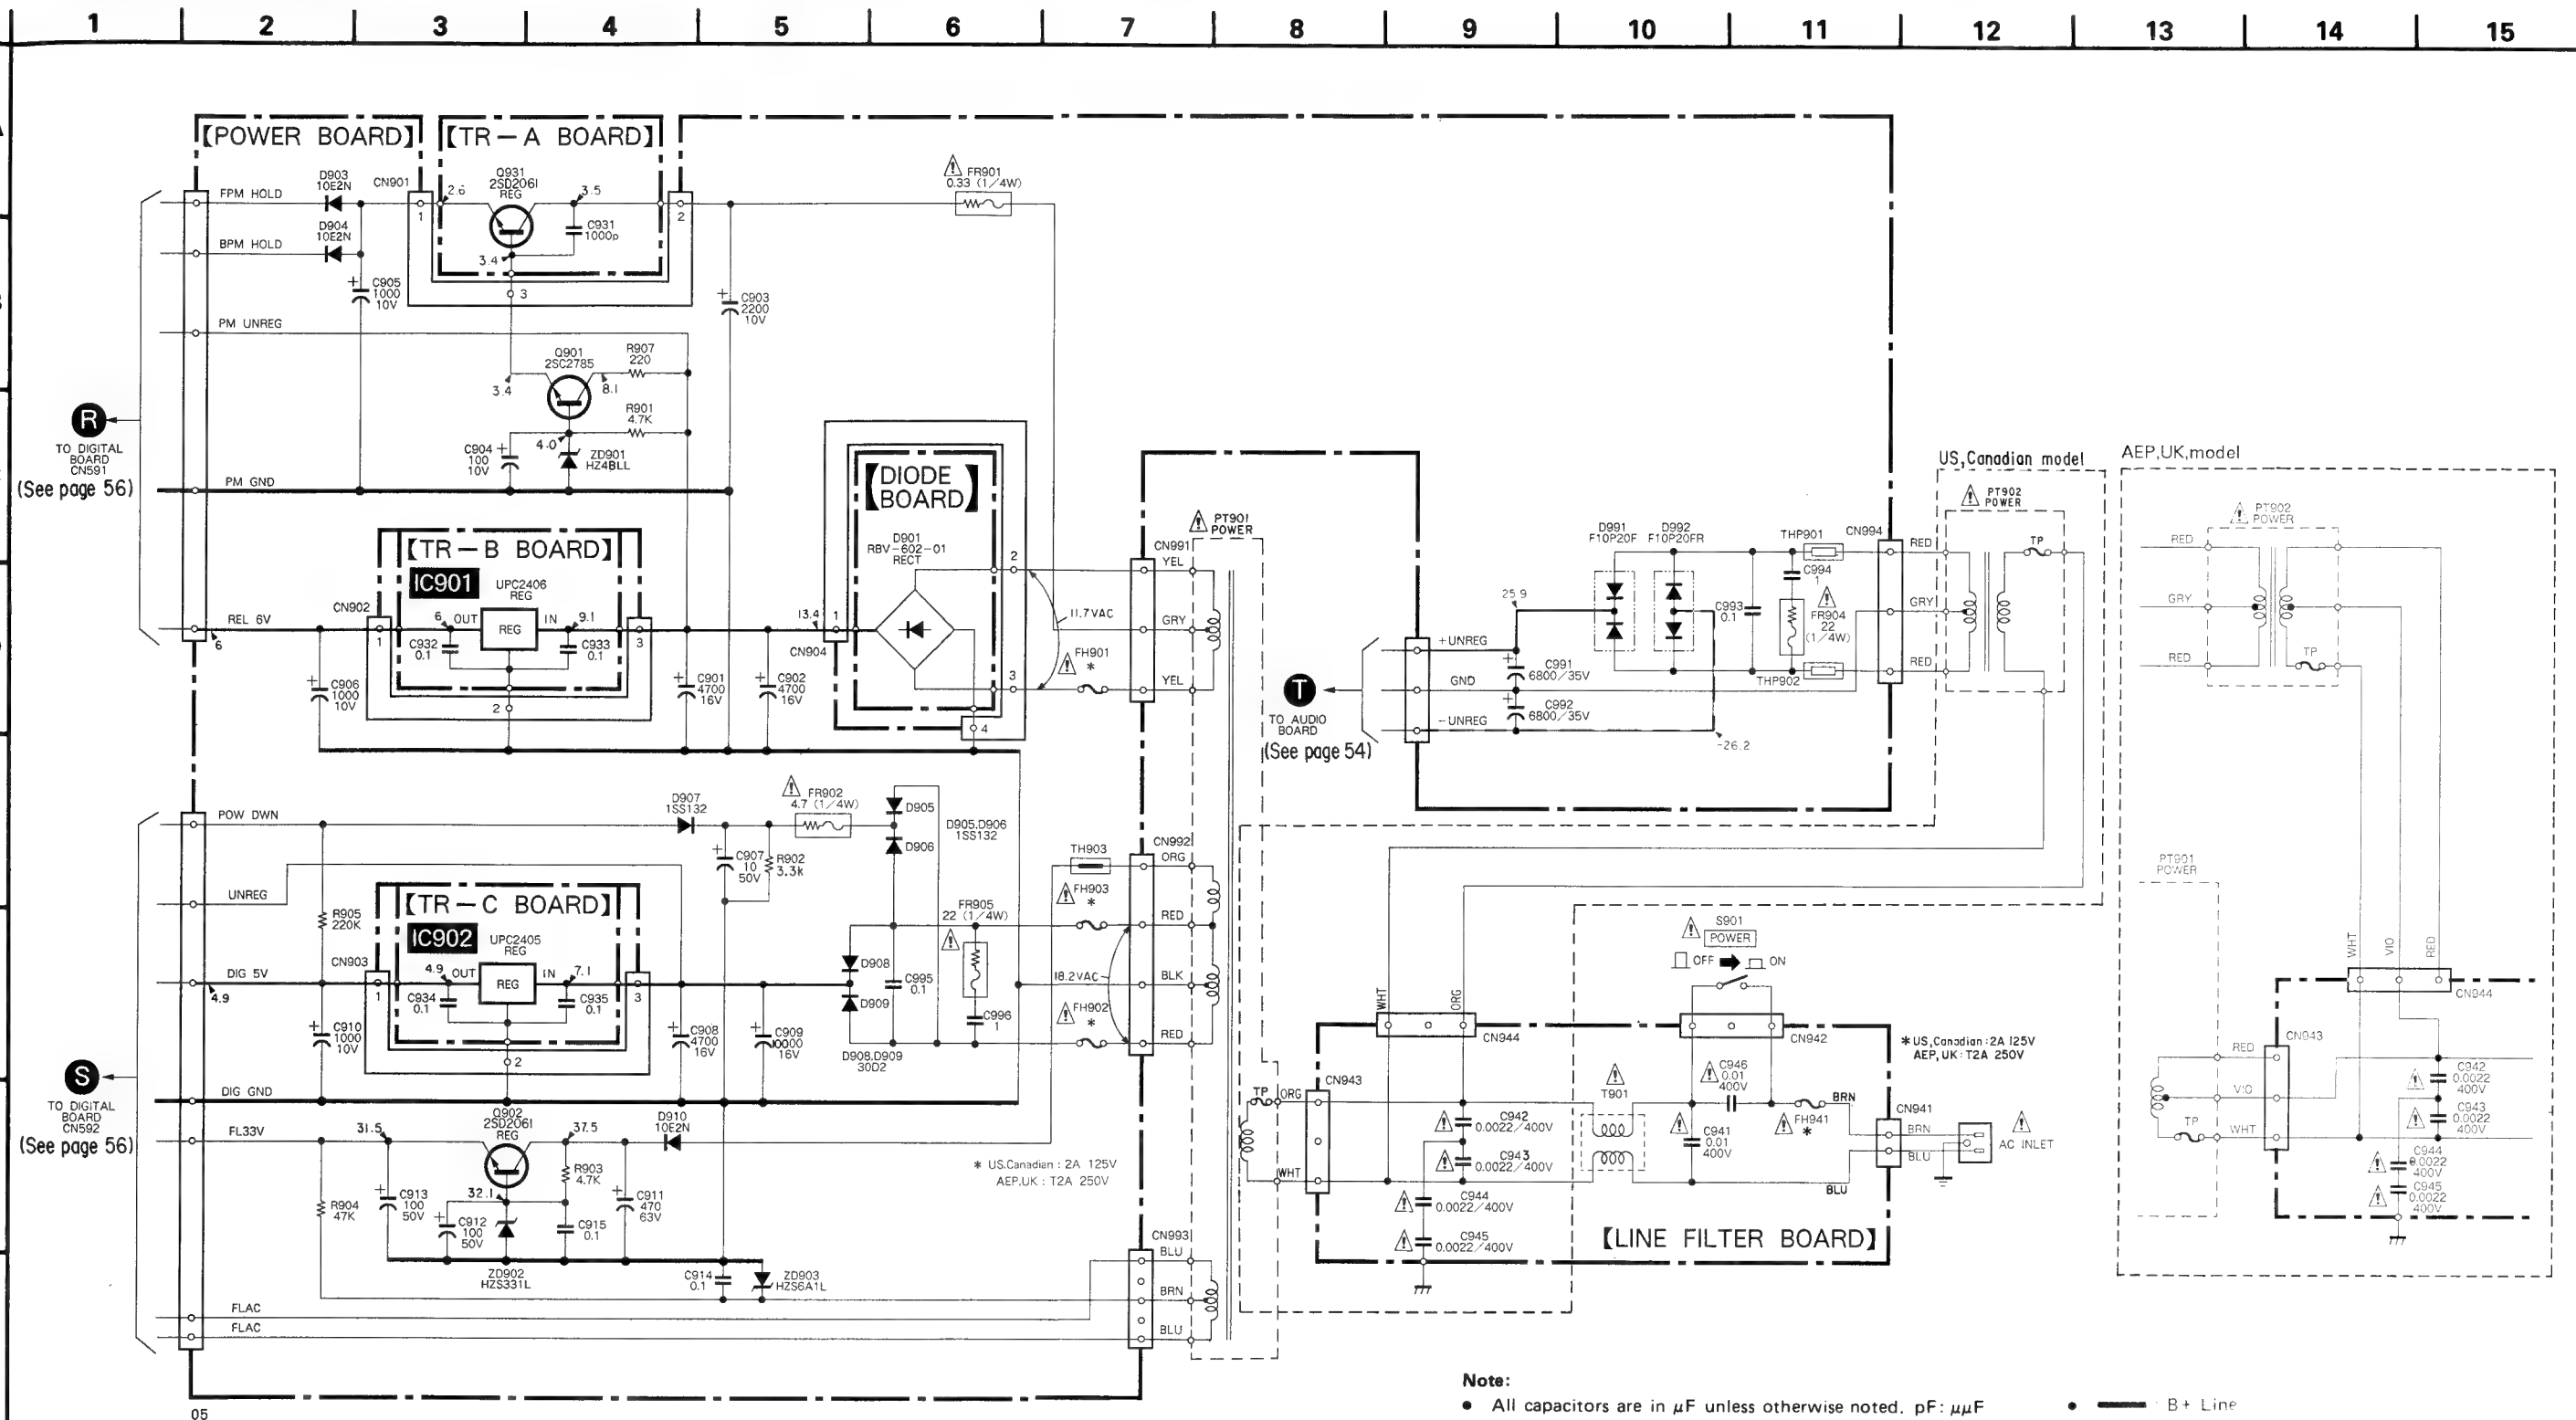 1 2 3 4 5 6 7 8 9 10 11 12 13 14 15
【POWER BOARD】
【TR-A BOARD】
D903
10E2N
CN901
Q931
2SD2061
REG
2.6
3.5
FPM HOLD
1
2
C931
1000p
FR901
0.33 (1/4W)
D904
10E2N
BPM HOLD
3.4
3
+
C905
1000
10V
+
C903
2200
10V
PM UNREG
Q901
2SC2785
R907
220
3.4
8.1
R901
4.7K
4.0
C904
100
10V
+
ZD901
HZ4BLL
R
TO DIGITAL
BOARD
CN591
(See page 56)
PM GND
【DIODE
BOARD】
D901
RBV-602-01
RECT
【TR-B BOARD】
IC901
UPC2406
REG
CN902
6
OUT
REG
IN
9.1
REL 6V
6
1
3
C932
0.1
C933
0.1
2
+
C906
1000
10V
+
C901
4700
16V
+
C902
4700
16V
13.4
1
CN904
2
3
4
11.7VAC
FH901
*
CN991
YEL
GRY
YEL
PT901
POWER
D991
F10P20F
D992
F10P20FR
THP901
CN994
C994
1
C993
0.1
FR904
22
(1/4W)
THP902
25.9
+UNREG
+
C991
6800/35V
GND
+
C992
6800/35V
-UNREG
-26.2
T
TO AUDIO
BOARD
(See page 54)
US,Canadian model
PT902
POWER
RED
TP
GRY
RED
AEP,UK,model
PT902
POWER
RED
GRY
RED
TP
PT901
POWER
WHT
VIO
RED
CN944
CN943
RED
VIO
WHT
TP
C942
0.0022
400V
C943
0.0022
400V
C944
0.0022
400V
C945
0.0022
400V
POW DWN
D907
1SS132
FR902
4.7 (1/4W)
D905
D905,D906
1SS132
D906
+
C907
10
50V
R902
3.3k
UNREG
R905
220K
【TR-C BOARD】
IC902
UPC2405
REG
CN903
4.9
OUT
REG
IN
7.1
DIG 5V
4.9
1
3
C934
0.1
C935
0.1
2
+
C910
1000
10V
+
C908
4700
16V
+
C909
10000
16V
D908
D909
D908,D909
30D2
C995
0.1
FR905
22 (1/4W)
C996
1
TH903
FH903
*
18.2VAC
FH902
*
CN992
ORG
RED
BLK
RED
S
TO DIGITAL
BOARD
CN592
(See page 56)
DIG GND
FL33V
31.5
Q902
2SD2061
REG
37.5
D910
10E2N
R903
4.7K
32.1
R904
47K
+
C913
100
50V
+
C912
100
50V
C915
0.1
+
C911
470
63V
ZD902
HZS331L
C914
0.1
ZD903
HZS6A1L
* US.Canadian : 2A 125V
AEP.UK : T2A 250V
FLAC
FLAC
CN993
BLU
BRN
BLU
TP
ORG
WHT
CN943
WHT
ORG
CN944
S901
POWER
OFF
ON
CN942
C946
0.01
400V
T901
C942
0.0022/400V
C943
0.0022/400V
C944
0.0022/400V
C945
0.0022/400V
C941
0.01
400V
FH941
*
BRN
BLU
CN941
BRN
BLU
AC INLET
*US,Canadian:2A 125V
AEP,UK:T2A 250V
【LINE FILTER BOARD】
05
Note:
• All capacitors are in μF unless otherwise noted. pF: μμF
• B+ Line